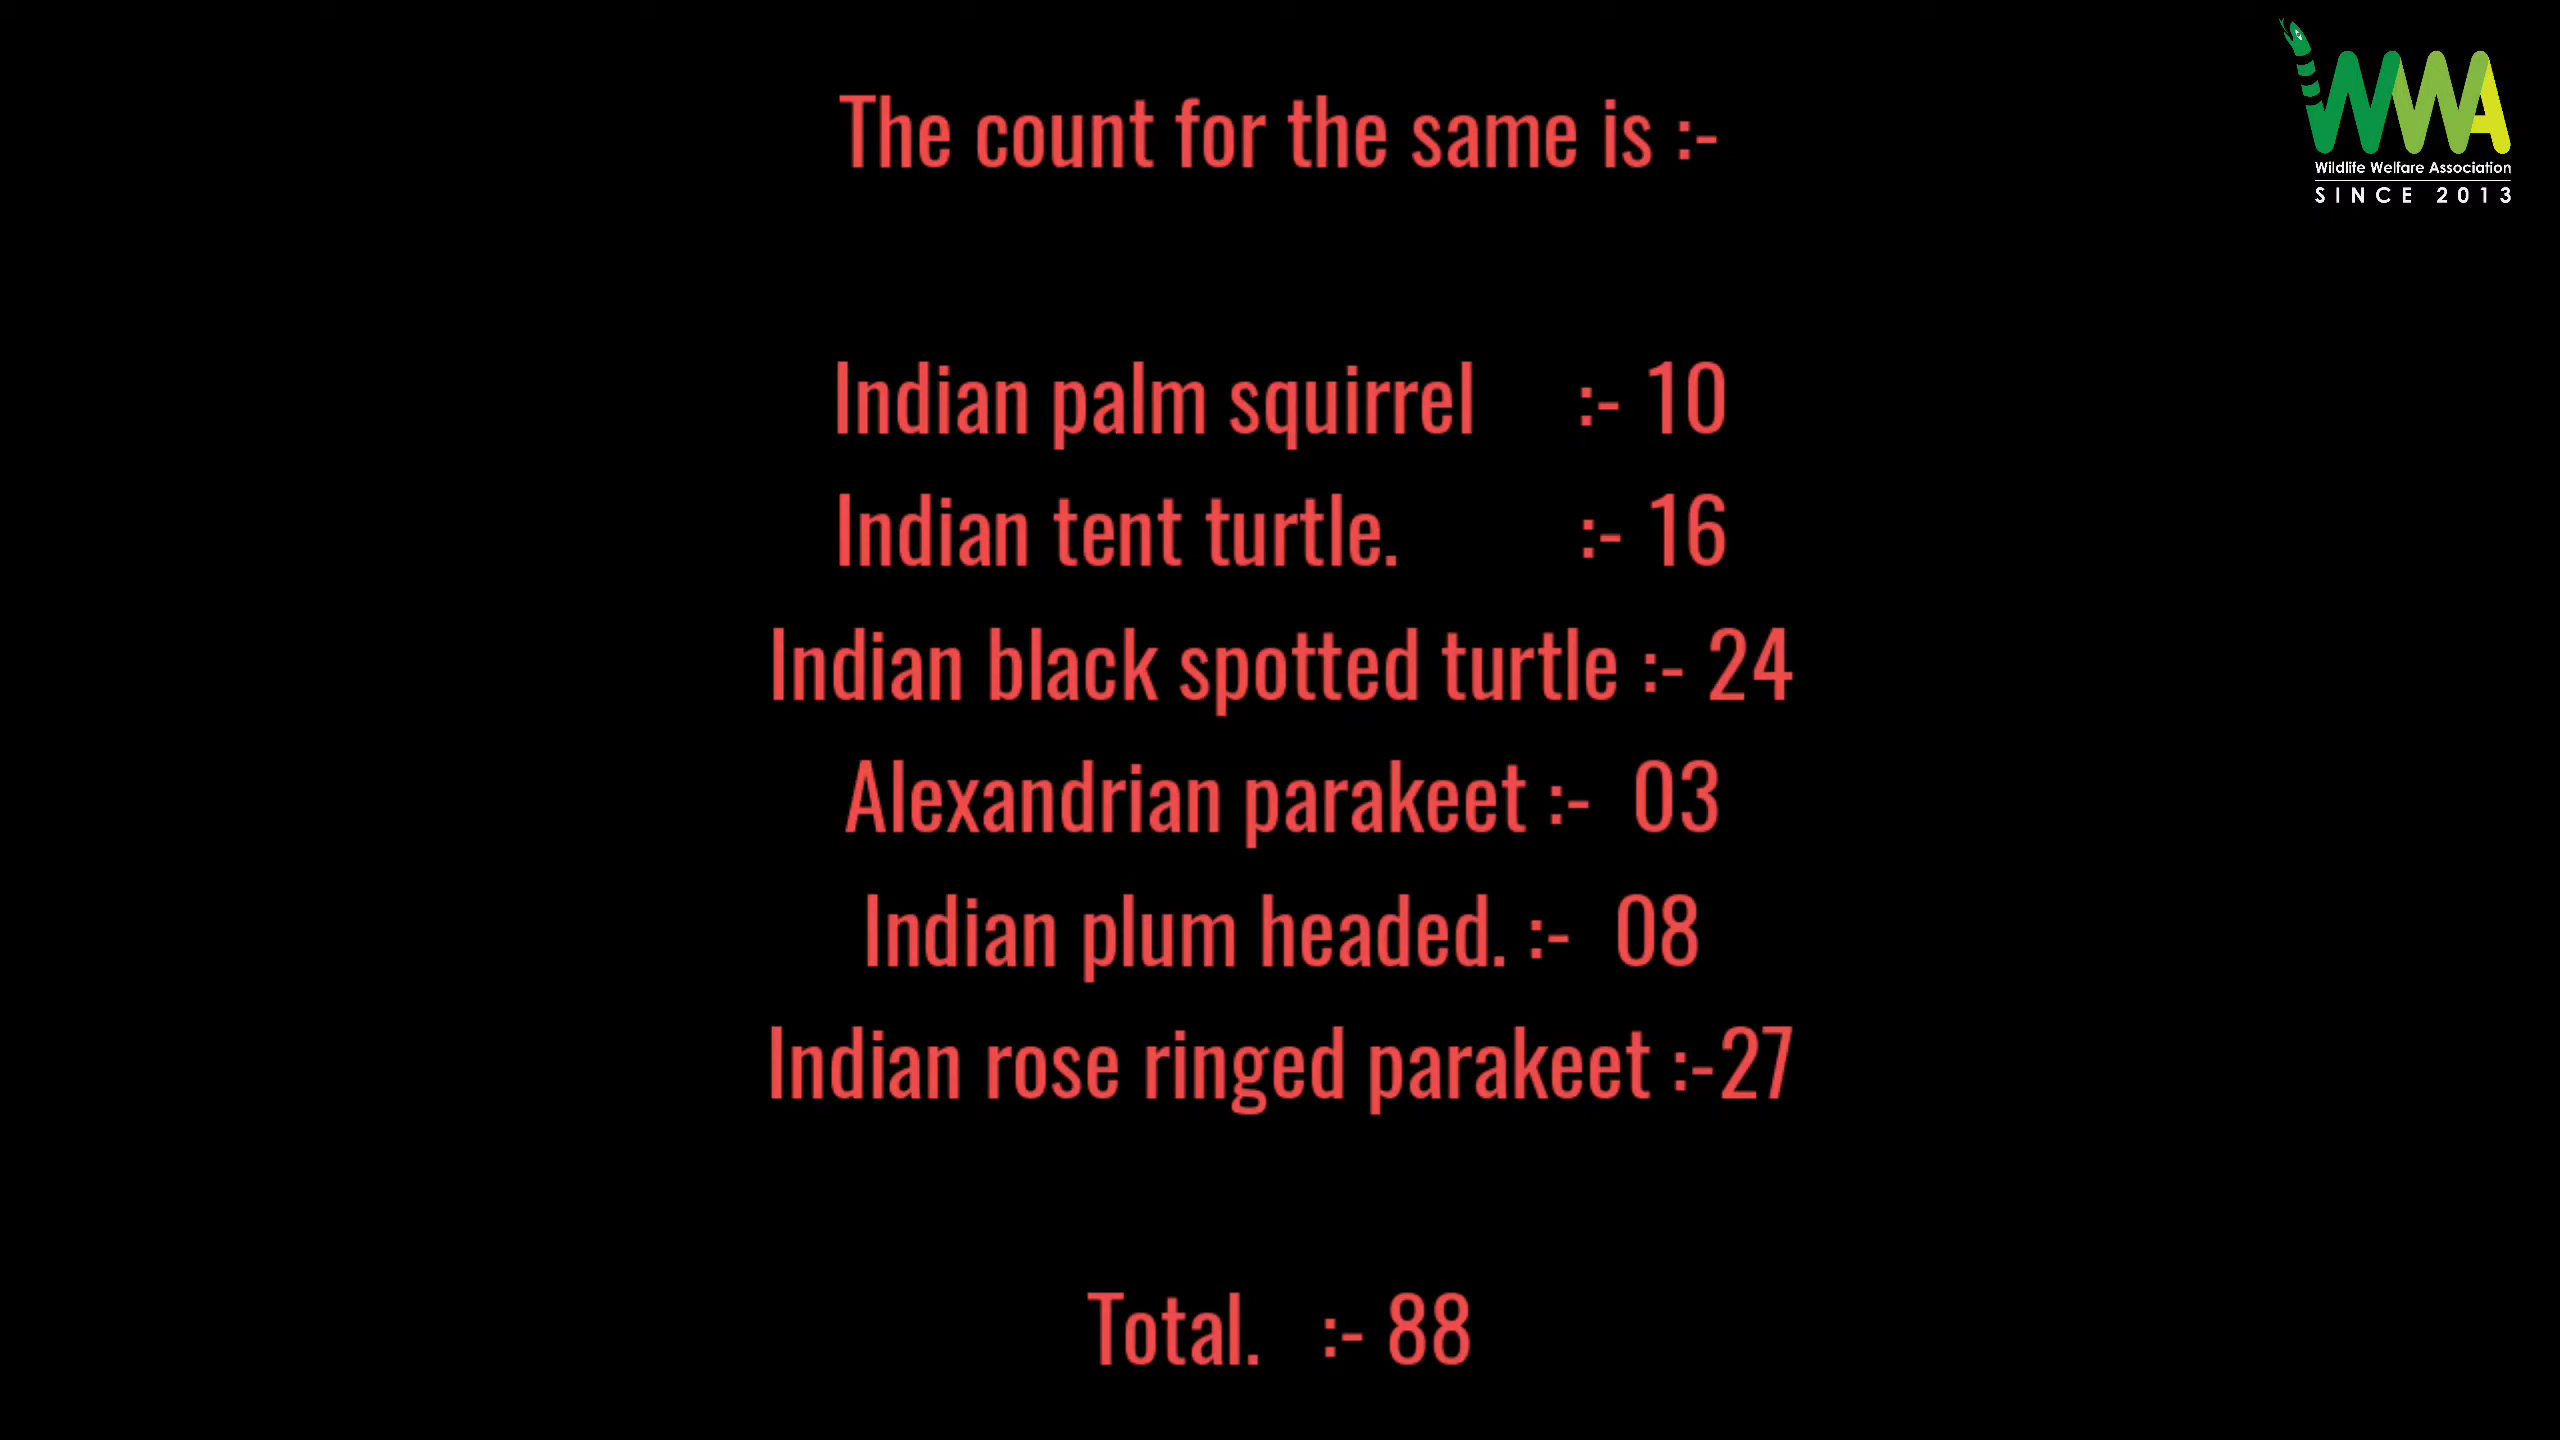 WWA
Wildlife Welfare Association
SINCE 2013
The count for the same is :-
Indian palm squirrel :- 10
Indian tent turtle. :- 16
Indian black spotted turtle :- 24
Alexandrian parakeet :- 03
Indian plum headed. :- 08
Indian rose ringed parakeet :-27
Total. :- 88